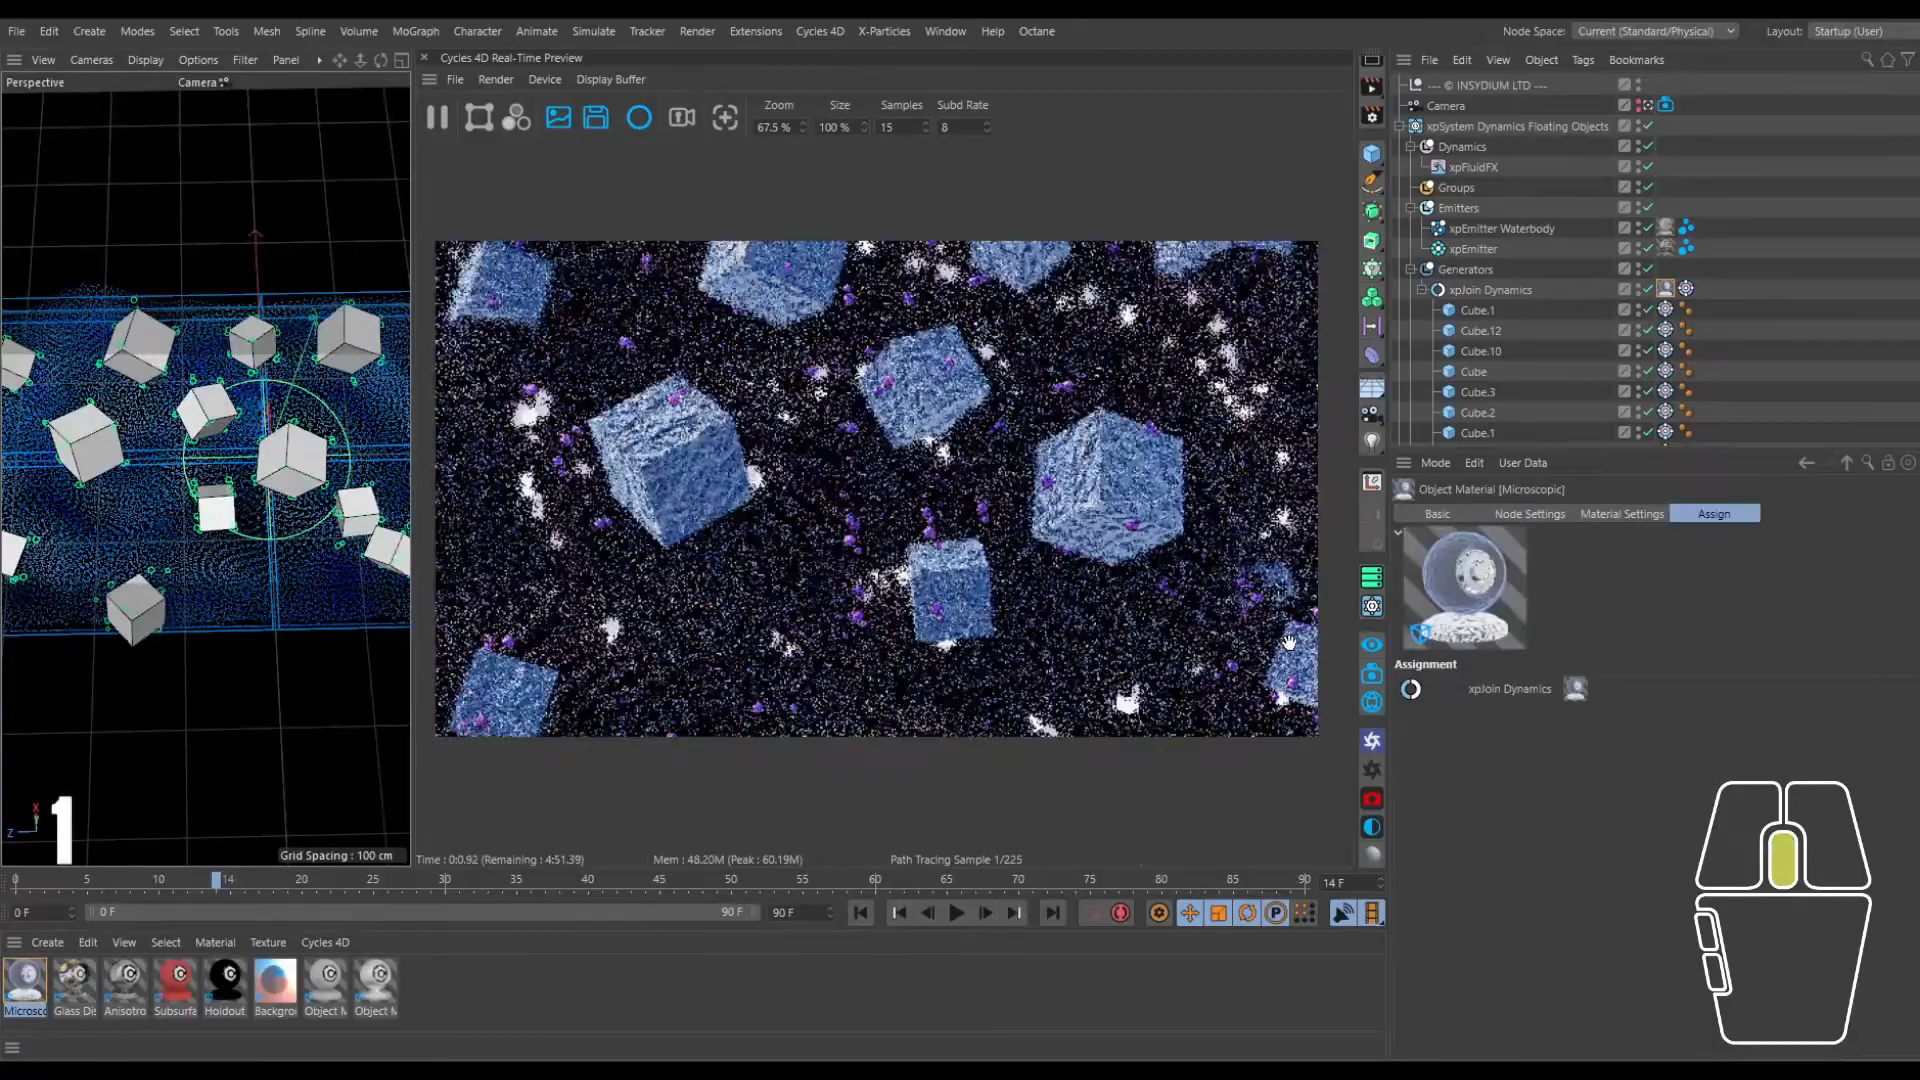 File Edit Create Modes Select Tools Mesh Spline Volume MoGraph Character Animate Simulate Tracker Render Extensions Cycles 4D X-Particles Window Help Octane Node Space: Current (Standard/Physical) Layout: Startup (User)
View Cameras Display Options Filter Panel
Cycles 4D Real-Time Preview
File Edit View Object Tags Bookmarks
Perspective Camera
File Render Device Display Buffer
Zoom Size Samples Subd Rate
67.5 % 100 % 15 8
--- © INSYDIUM LTD ---
Camera
xpSystem Dynamics Floating Objects
Dynamics
xpFluidFX
Groups
Emitters
xpEmitter Waterbody
xpEmitter
Generators
xpJoin Dynamics
Cube.1
Cube.12
Cube.10
Cube
Cube.3
Cube.2
Cube.1
Mode Edit User Data
Object Material [Microscopic]
Basic Node Settings Material Settings Assign
Assignment
xpJoin Dynamics
X
Y
Z
1
Grid Spacing : 100 cm
Time : 0:0.92 (Remaining : 4:51.39) Mem : 48.20M (Peak : 60.19M) Path Tracing Sample 1/225
0 5 10 14 20 25 30 35 40 45 50 55 60 65 70 75 80 85 90 14 F
0 F 0 F 90 F 90 F P
Create Edit View Select Material Texture Cycles 4D
Microsc Glass Di Anisotro Subsurfa Holdout Backgro Object M Object M